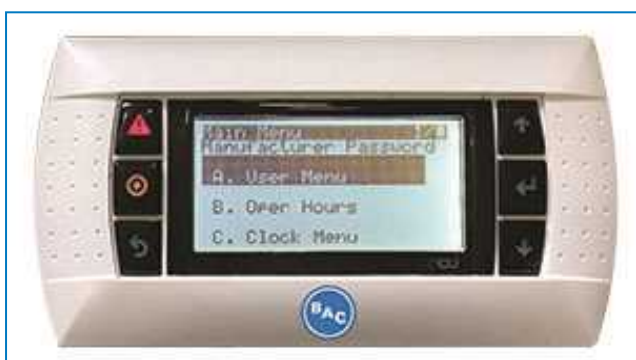 Main Menu
Manufacturer Password
A. User Menu
B. Oper Hours
C. Clock Menu
BAC